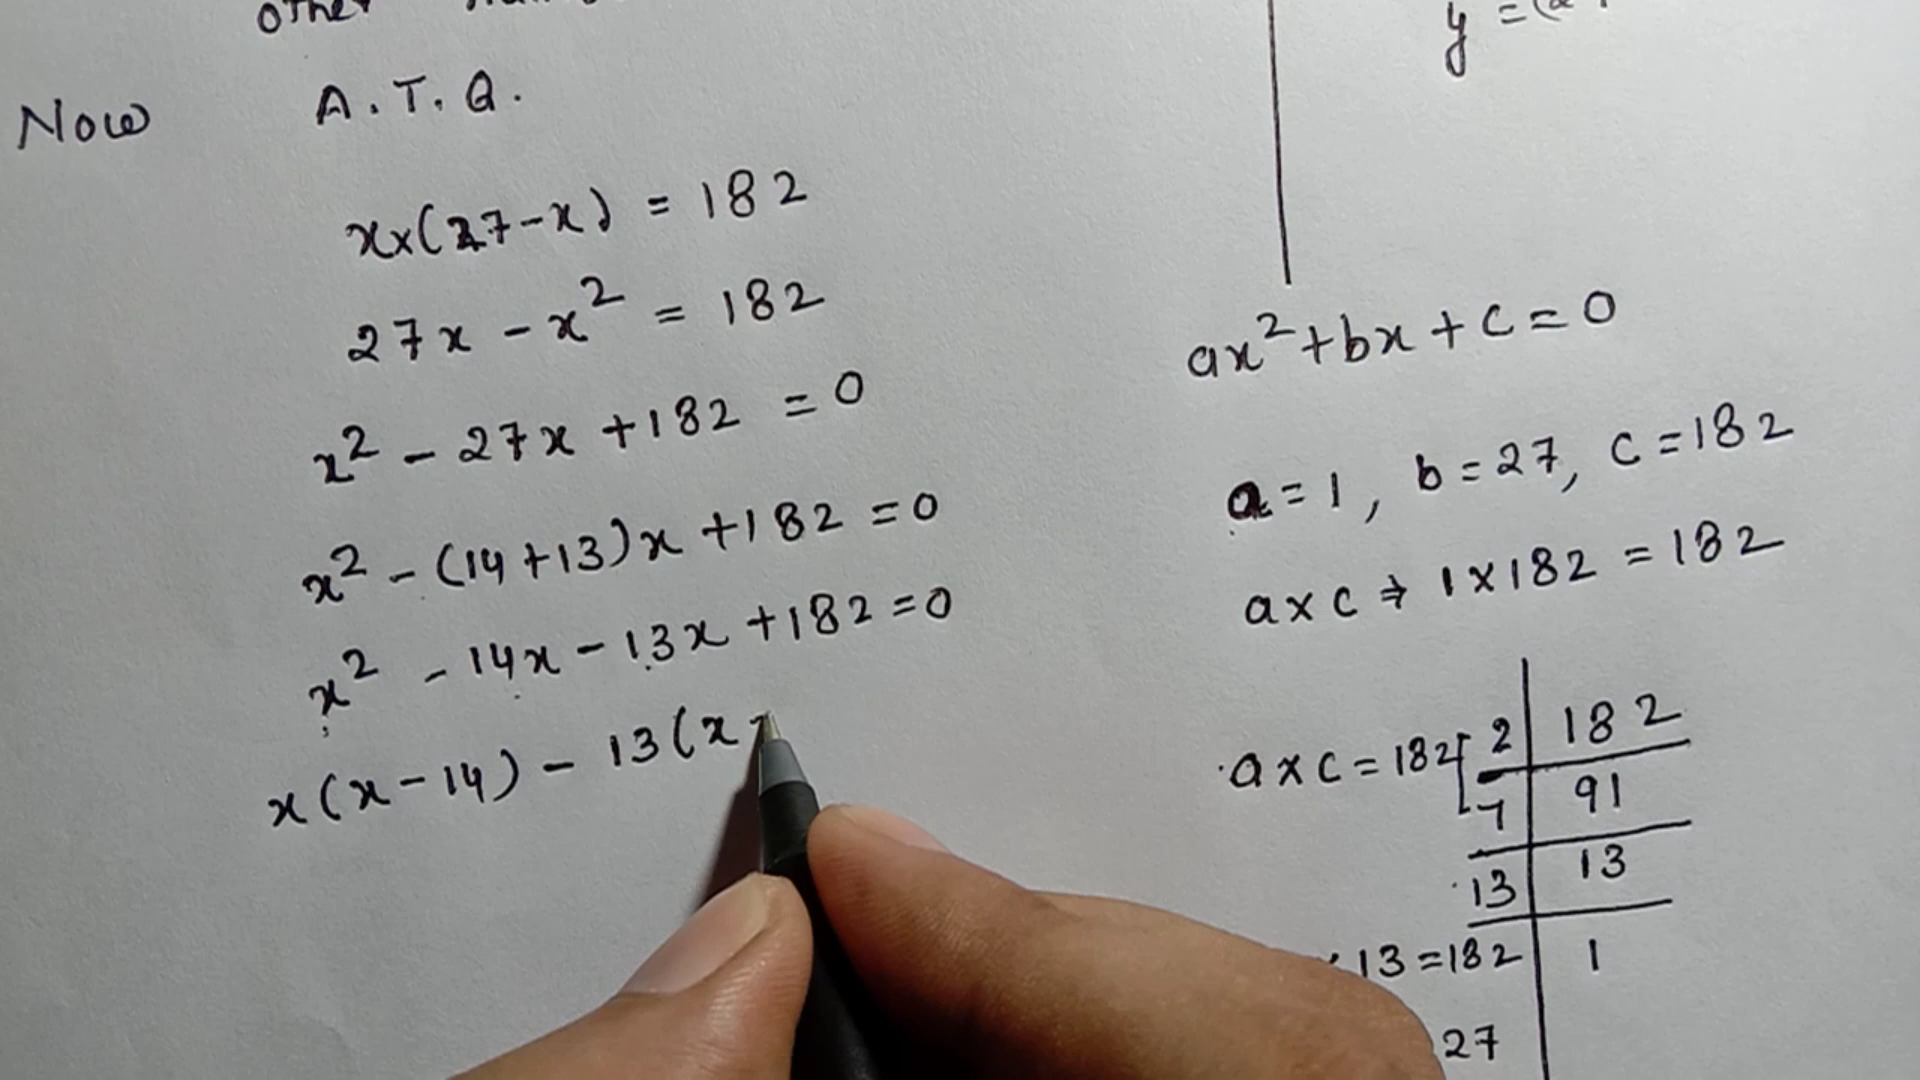 other
y =
Now A.T.Q.
x×(27-x) = 182
27x - x² = 182
x² - 27x + 182 = 0
x² - (14+13)x + 182 = 0
x² - 14x - 13x + 182 = 0
x(x-14) - 13(x
ax² + bx + c = 0
a = 1, b = 27, c = 182
a×c → 1×182 = 182
a×c = 182 2 | 182
7 | 91
13 | 13
13 = 182 | 1
27